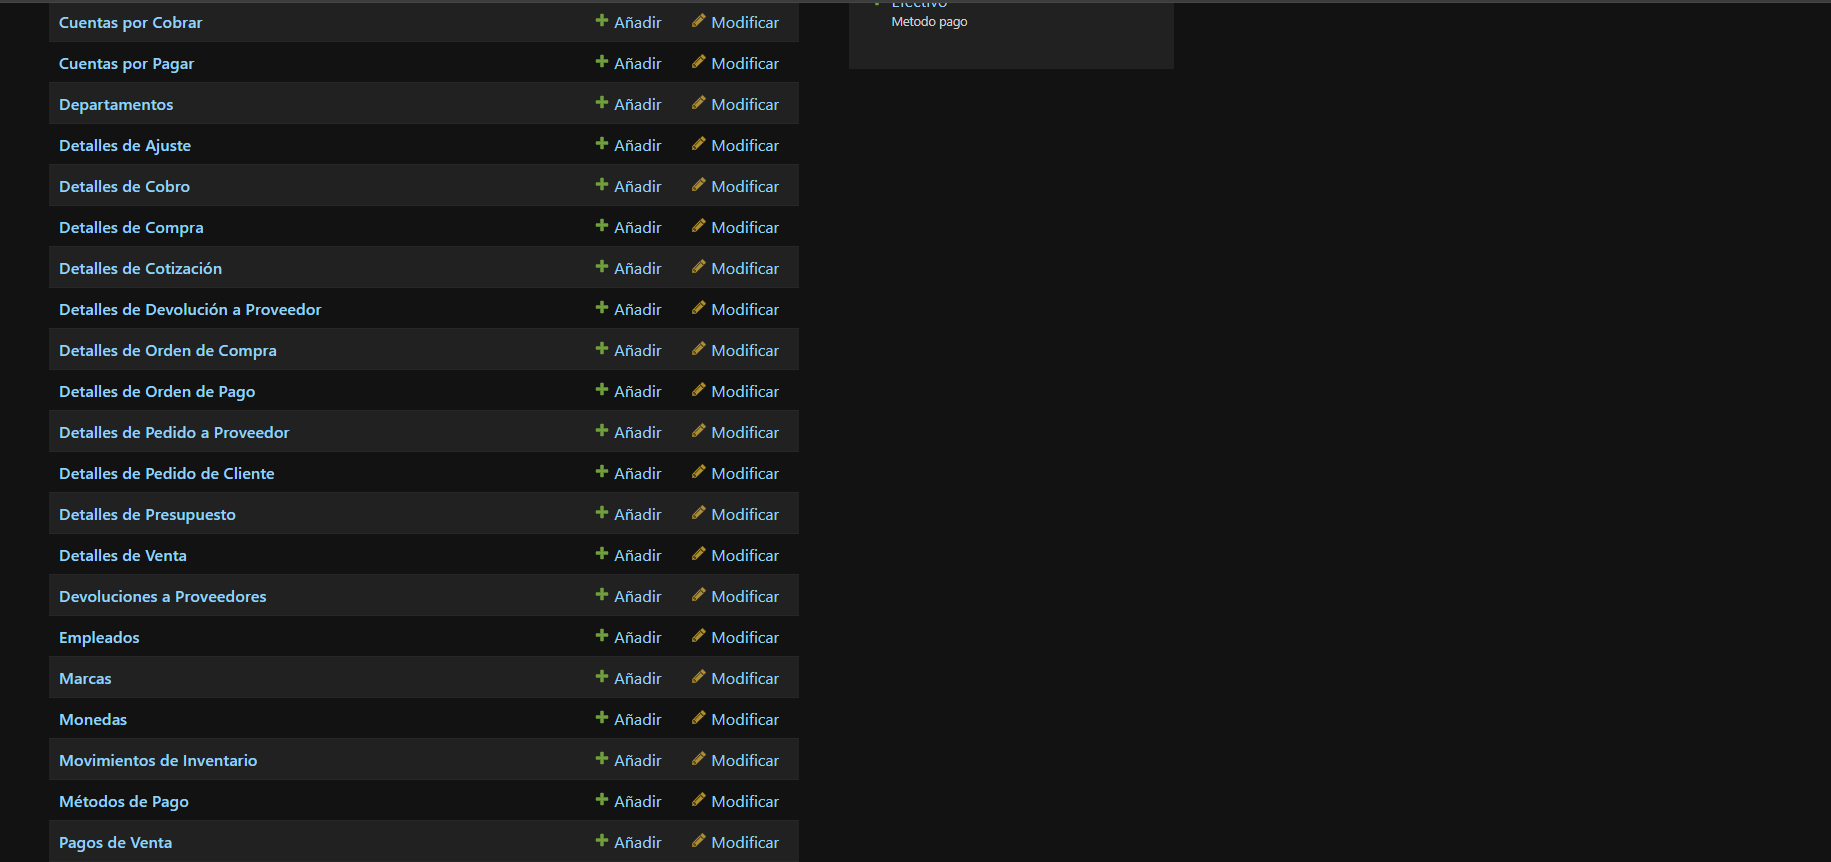 Cuentas por Cobrar Añadir Modificar
Cuentas por Pagar Añadir Modificar
Departamentos Añadir Modificar
Detalles de Ajuste Añadir Modificar
Detalles de Cobro Añadir Modificar
Detalles de Compra Añadir Modificar
Detalles de Cotización Añadir Modificar
Detalles de Devolución a Proveedor Añadir Modificar
Detalles de Orden de Compra Añadir Modificar
Detalles de Orden de Pago Añadir Modificar
Detalles de Pedido a Proveedor Añadir Modificar
Detalles de Pedido de Cliente Añadir Modificar
Detalles de Presupuesto Añadir Modificar
Detalles de Venta Añadir Modificar
Devoluciones a Proveedores Añadir Modificar
Empleados Añadir Modificar
Marcas Añadir Modificar
Monedas Añadir Modificar
Movimientos de Inventario Añadir Modificar
Métodos de Pago Añadir Modificar
Pagos de Venta Añadir Modificar
Efectivo
Metodo pago